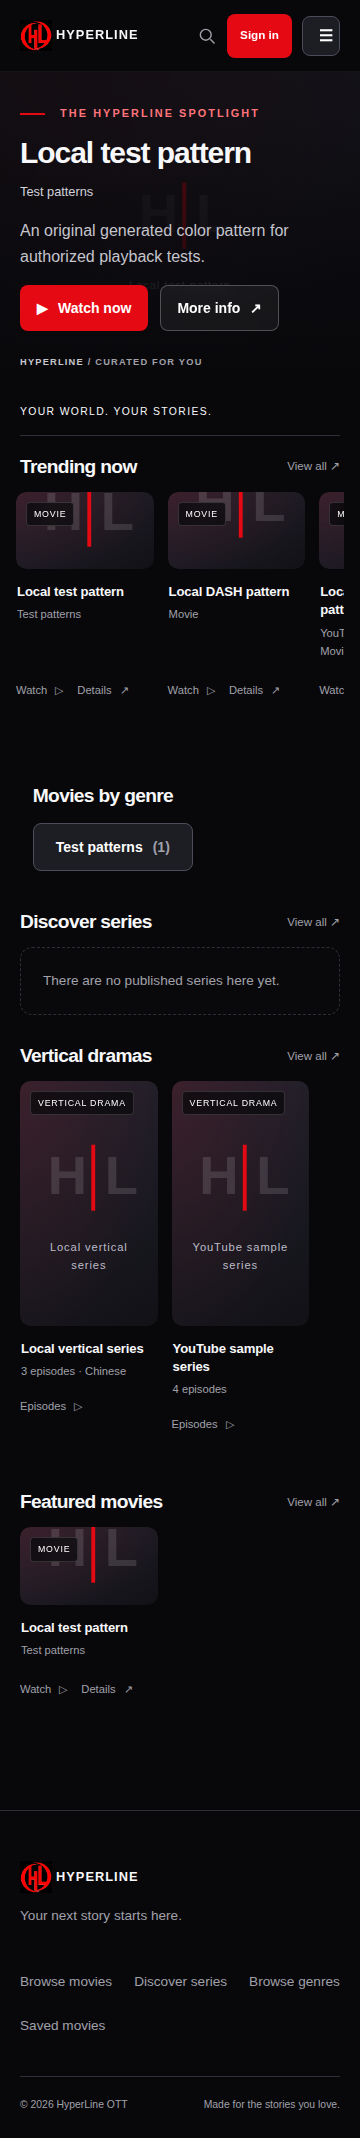 HYPERLINE
Sign in
☰
THE HYPERLINE SPOTLIGHT
Local test pattern
Test patterns
An original generated color pattern for
authorized playback tests.
▶ Watch now
More info ↗
HYPERLINE / CURATED FOR YOU
YOUR WORLD. YOUR STORIES.
Trending now
View all ↗
MOVIE
MOVIE
Local test pattern
Local DASH pattern
Test patterns
Movie
Watch ▷ Details ↗
Watch ▷ Details ↗
Movies by genre
Test patterns (1)
Discover series
View all ↗
There are no published series here yet.
Vertical dramas
View all ↗
VERTICAL DRAMA
VERTICAL DRAMA
H|L
H|L
Local vertical
series
YouTube sample
series
Local vertical series
3 episodes · Chinese
Episodes ▷
YouTube sample
series
4 episodes
Episodes ▷
Featured movies
View all ↗
MOVIE
Local test pattern
Test patterns
Watch ▷ Details ↗
HYPERLINE
Your next story starts here.
Browse movies
Discover series
Browse genres
Saved movies
© 2026 HyperLine OTT
Made for the stories you love.